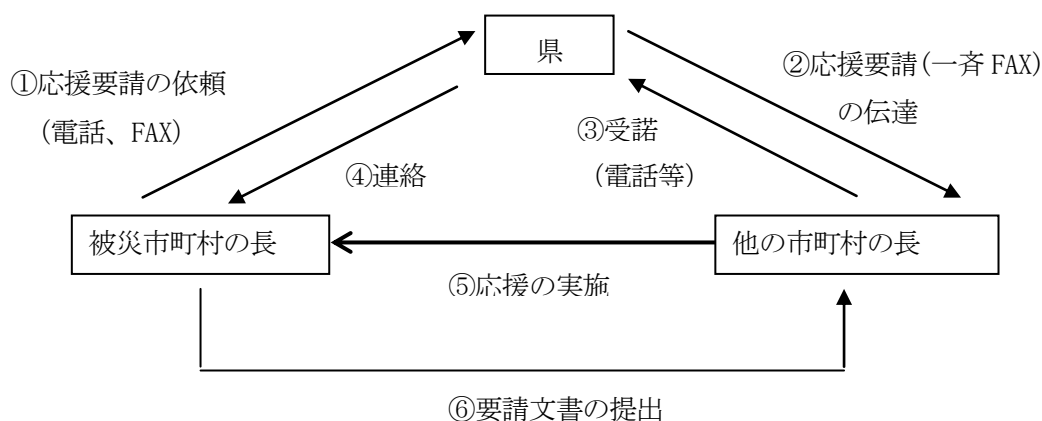 県
①応援要請の依頼
(電話、FAX)
②応援要請(一斉 FAX)
の伝達
③受諾
(電話等)
④連絡
被災市町村の長
他の市町村の長
⑤応援の実施
⑥要請文書の提出